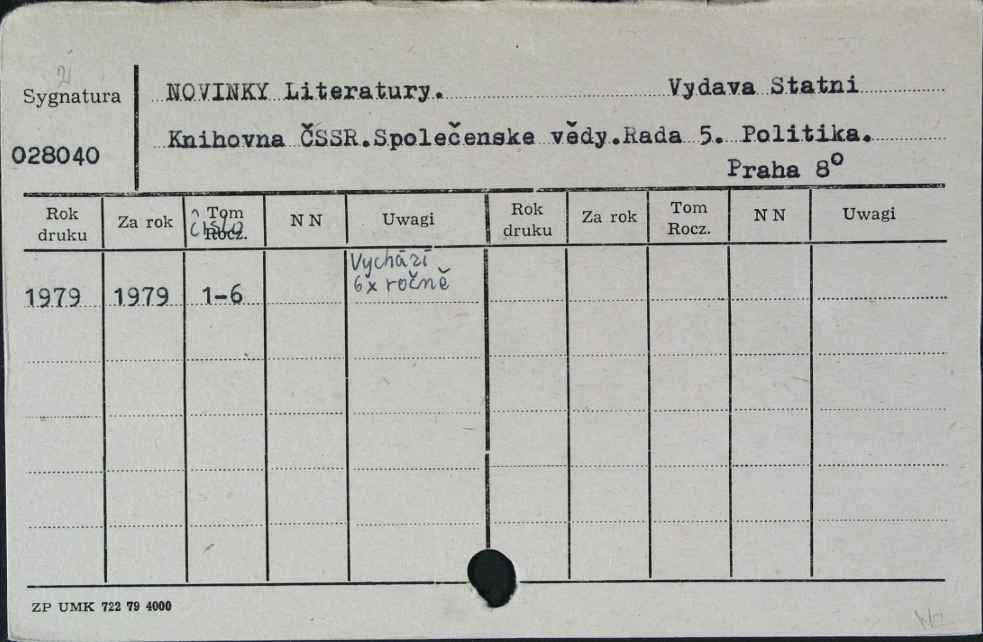 2
Sygnatura
028040
NOVINKY Literatury. Vydava Statni
Knihovna ČSSR.Společenske vědy.Rada 5. Politika.
Praha 8º
Rok druku Za rok Tom Rocz. ČÍSLO N N Uwagi Rok druku Za rok Tom Rocz. N N Uwagi
Vychází
6x ročně
1979 1979 1-6
ZP UMK 722 79 4000